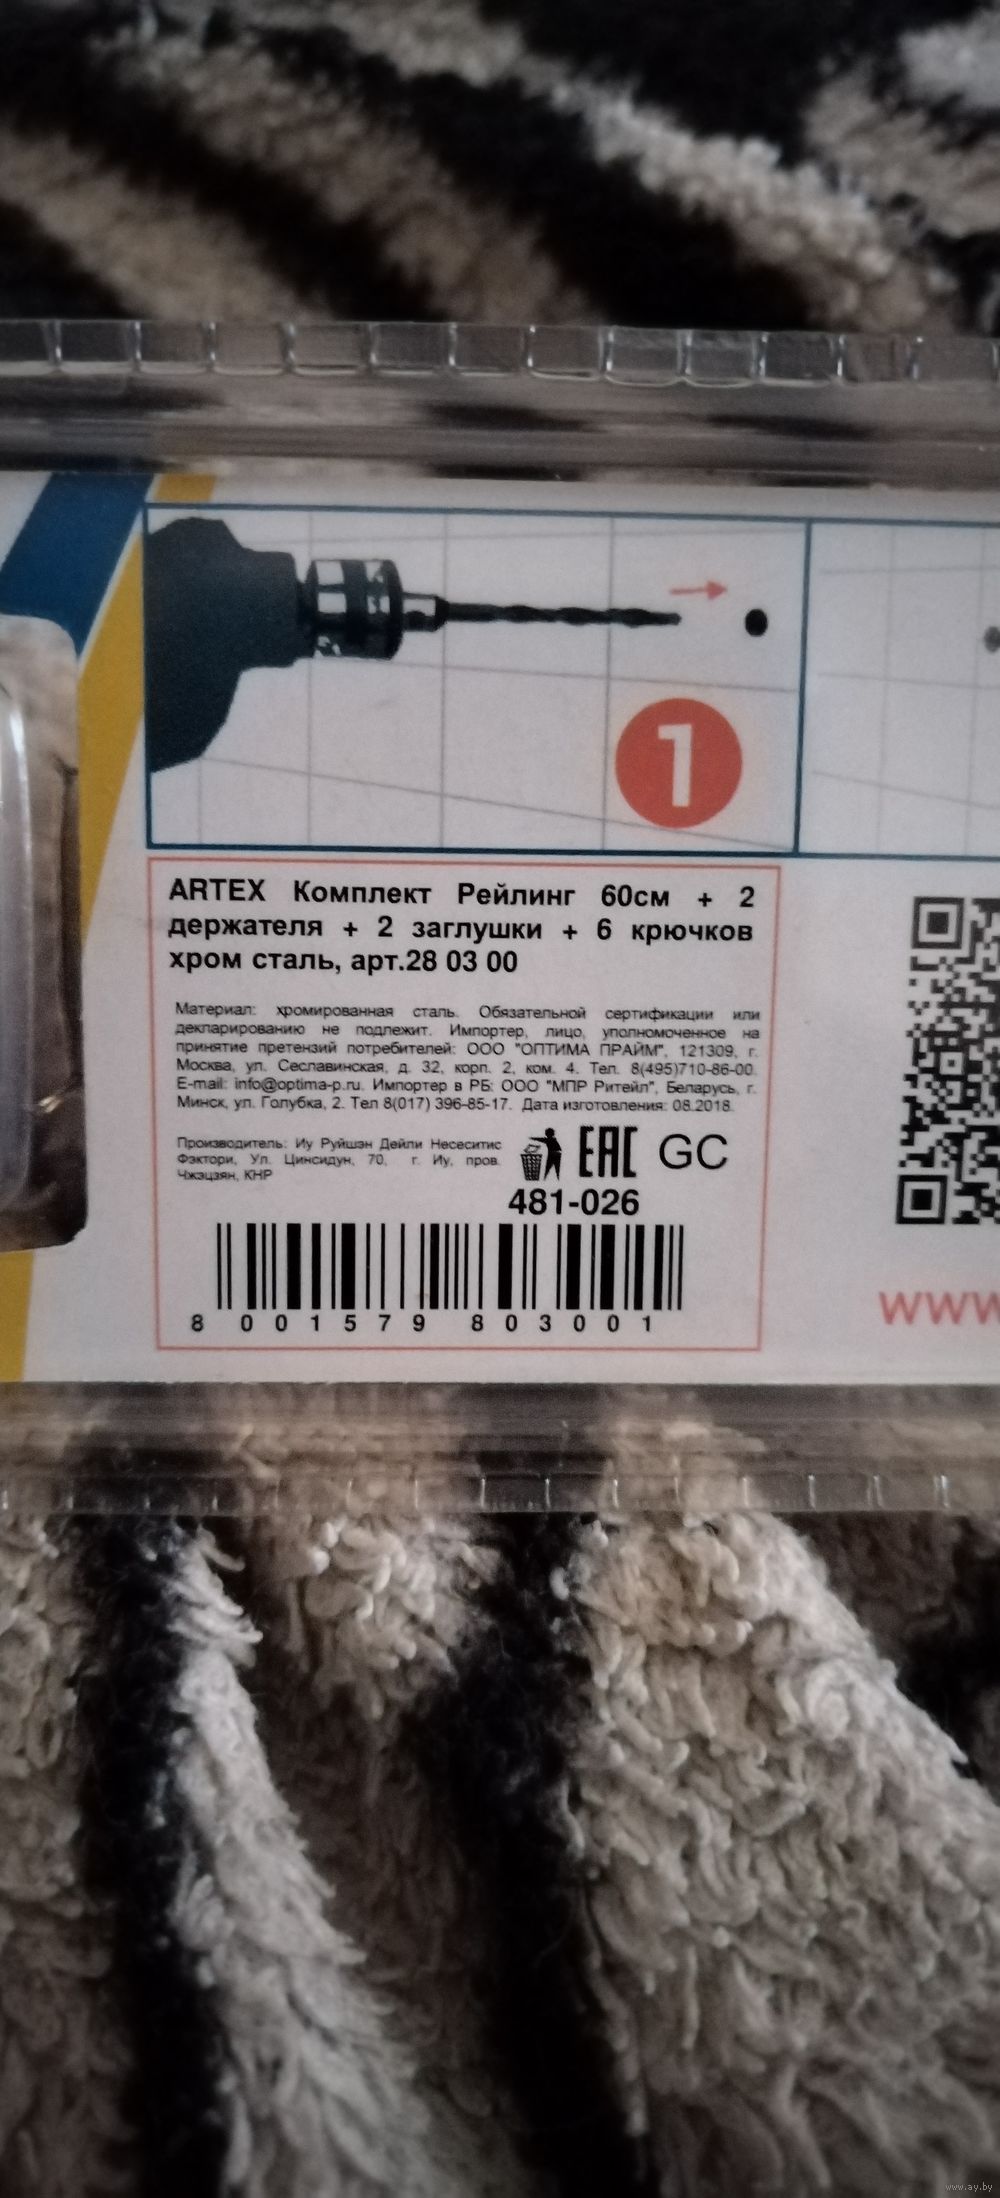 1
ARTEX Комплект Рейлинг 60см + 2
держателя + 2 заглушки + 6 крючков
хром сталь, арт.28 03 00
Материал: хромированная сталь. Обязательной сертификации или
декларированию не подлежит. Импортер, лицо, уполномоченное на
принятие претензий потребителей: ООО "ОПТИМА ПРАЙМ", 121309, г.
Москва, ул. Сеславинская, д. 32, корп. 2, ком. 4. Тел. 8(495)710-86-00.
E-mail: info@optima-p.ru. Импортер в РБ: ООО "МПР Ритейл", Беларусь, г.
Минск, ул. Голубка, 2. Тел 8(017) 396-85-17. Дата изготовления: 08.2018.
Производитель: Иу Руйшэн Дейли Несеситис
Фэктори, Ул. Цинсидун, 70, г. Иу, пров.
Чжэцзян, КНР
EAC GC
481-026
8 001579 803001
www
www.ay.by